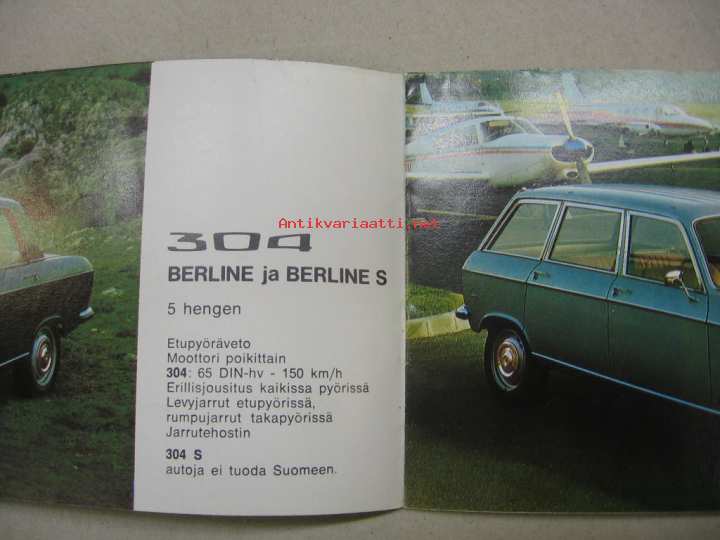 304
Antikvariaatti.net
BERLINE ja BERLINE S
5 hengen
Etupyöräveto
Moottori poikittain
304: 65 DIN-hv - 150 km/h
Erillisjousitus kaikissa pyörissä
Levyjarrut etupyörissä,
rumpujarrut takapyörissä
Jarrutehostin
304 S
autoja ei tuoda Suomeen.